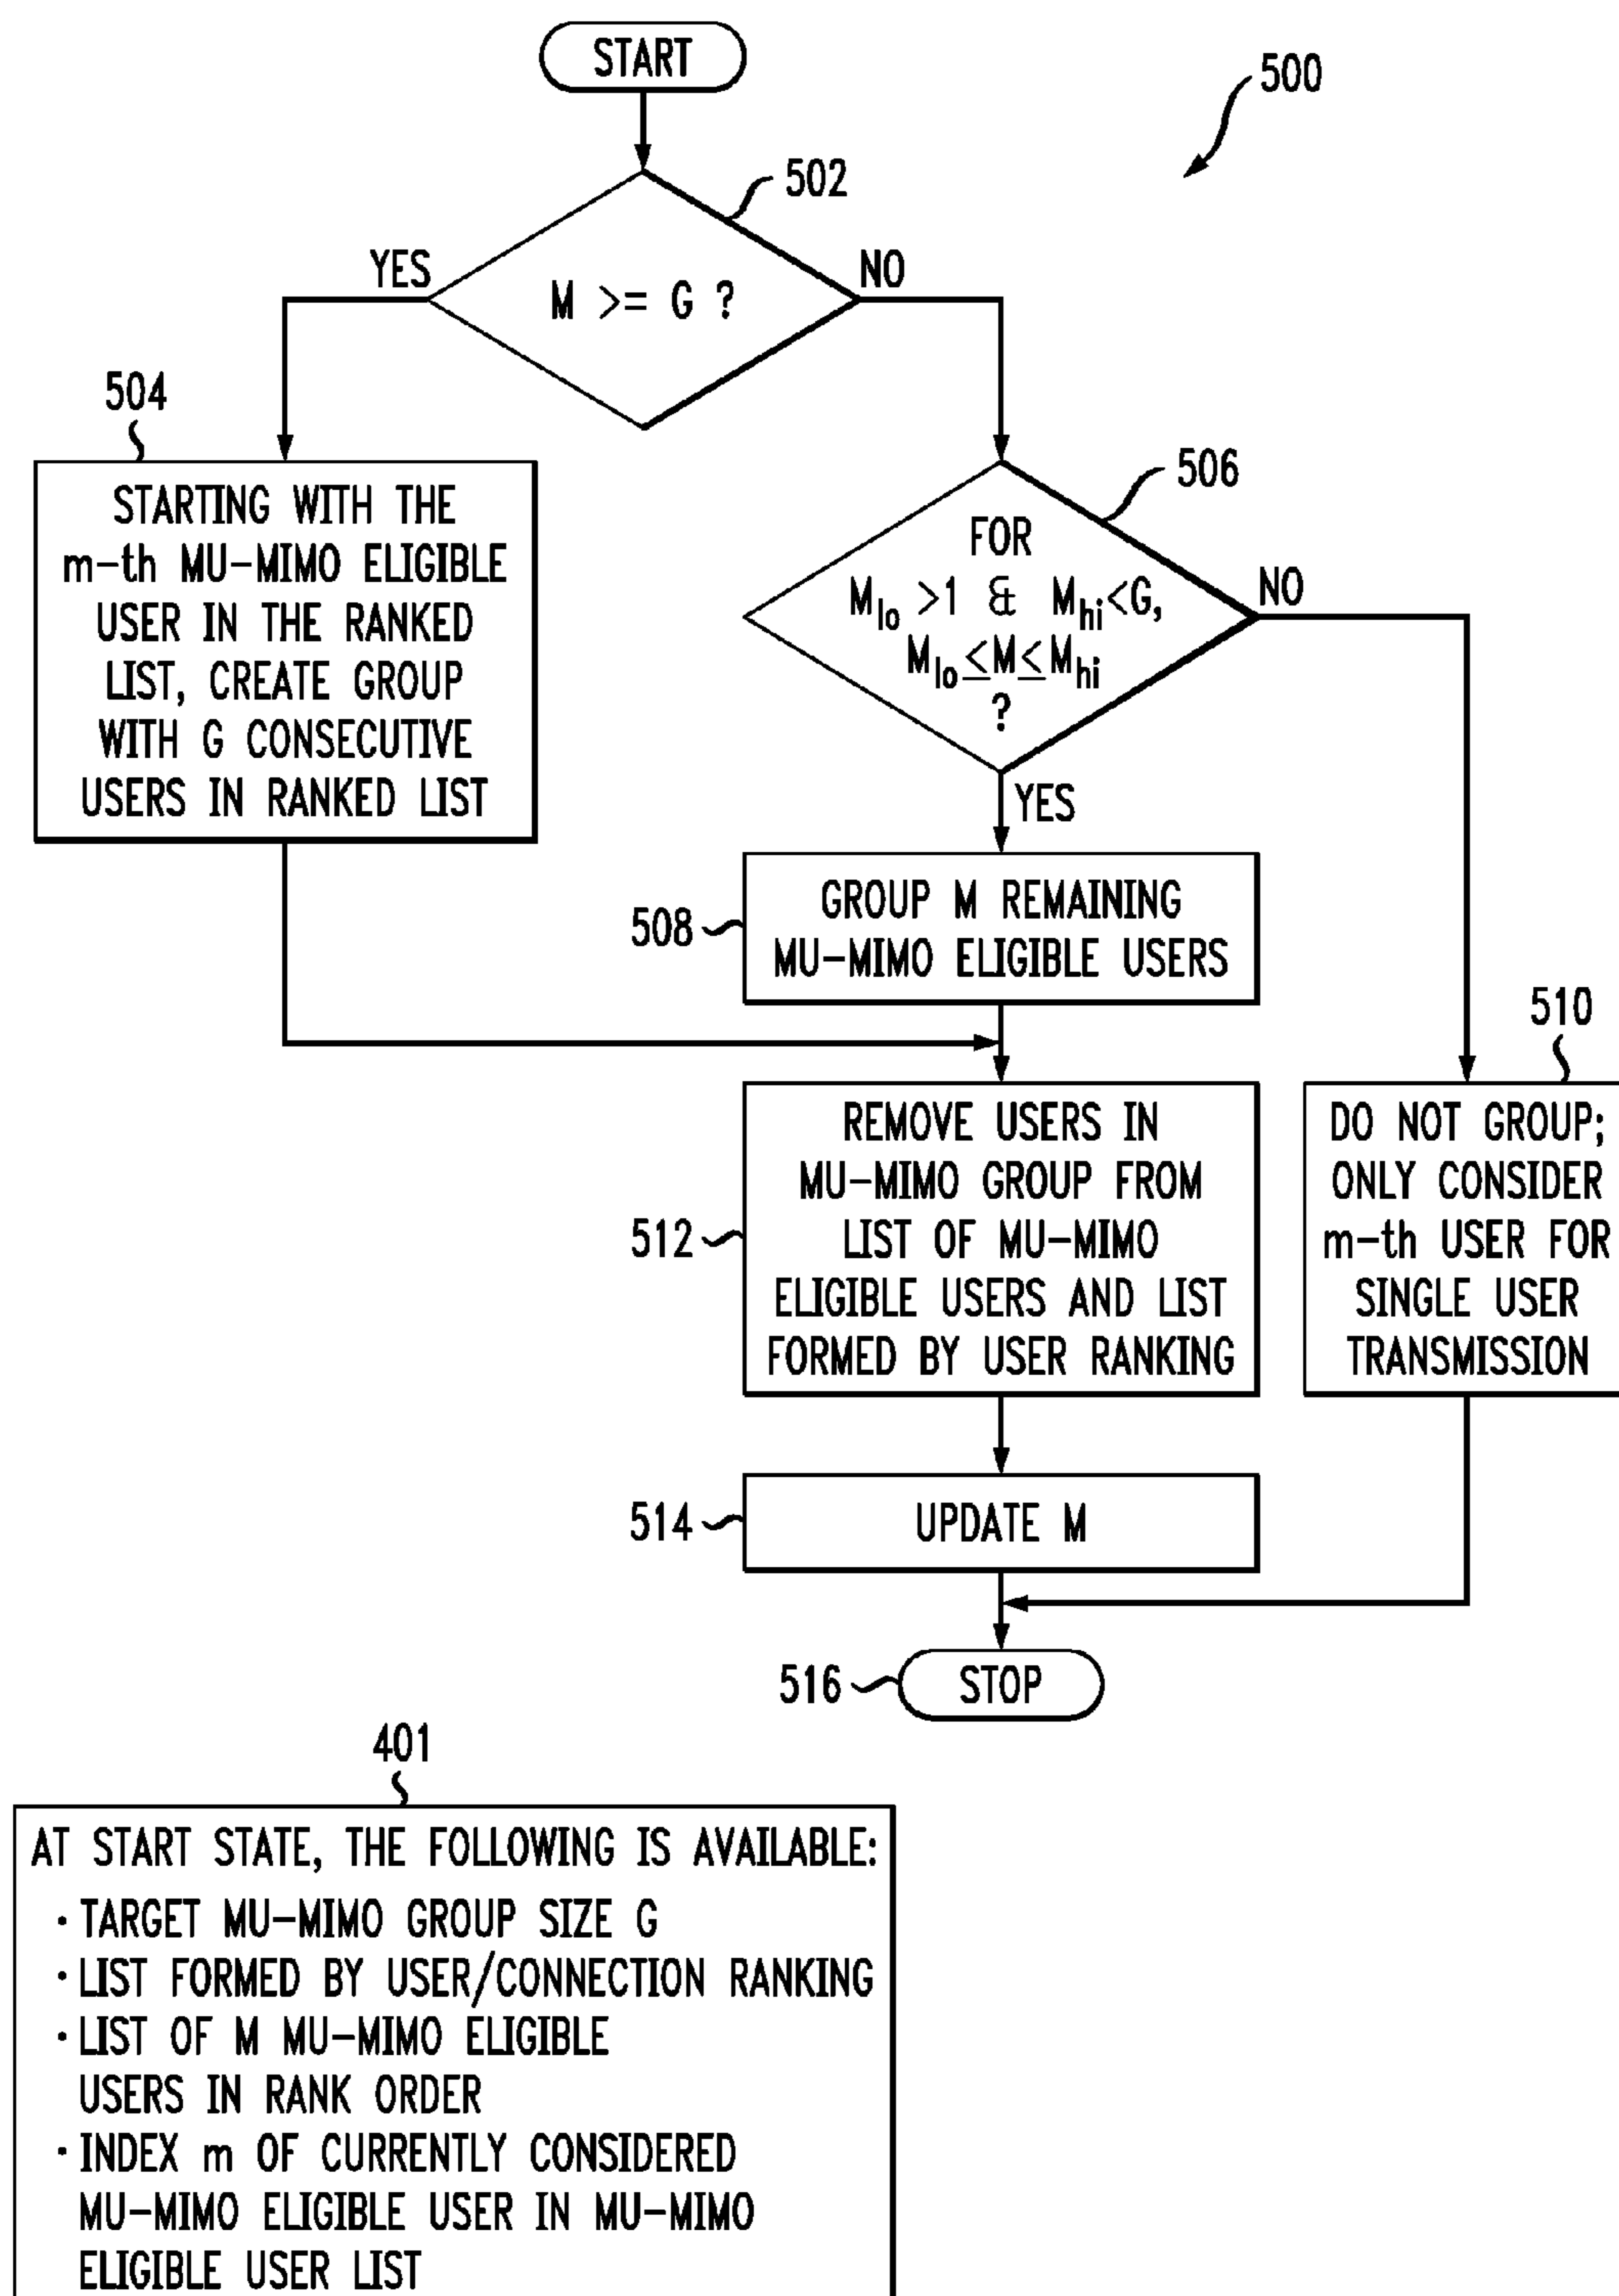 START
500
502
YES
NO
M >= G ?
504
STARTING WITH THE
m-th MU-MIMO ELIGIBLE
USER IN THE RANKED
LIST, CREATE GROUP
WITH G CONSECUTIVE
USERS IN RANKED LIST
506
FOR
M_lo >1 & M_hi<G,
M_lo≤M≤M_hi
?
NO
YES
508
GROUP M REMAINING
MU-MIMO ELIGIBLE USERS
510
DO NOT GROUP;
ONLY CONSIDER
m-th USER FOR
SINGLE USER
TRANSMISSION
512
REMOVE USERS IN
MU-MIMO GROUP FROM
LIST OF MU-MIMO
ELIGIBLE USERS AND LIST
FORMED BY USER RANKING
514
UPDATE M
516
STOP
401
AT START STATE, THE FOLLOWING IS AVAILABLE:
· TARGET MU-MIMO GROUP SIZE G
· LIST FORMED BY USER/CONNECTION RANKING
· LIST OF M MU-MIMO ELIGIBLE
USERS IN RANK ORDER
· INDEX m OF CURRENTLY CONSIDERED
MU-MIMO ELIGIBLE USER IN MU-MIMO
ELIGIBLE USER LIST